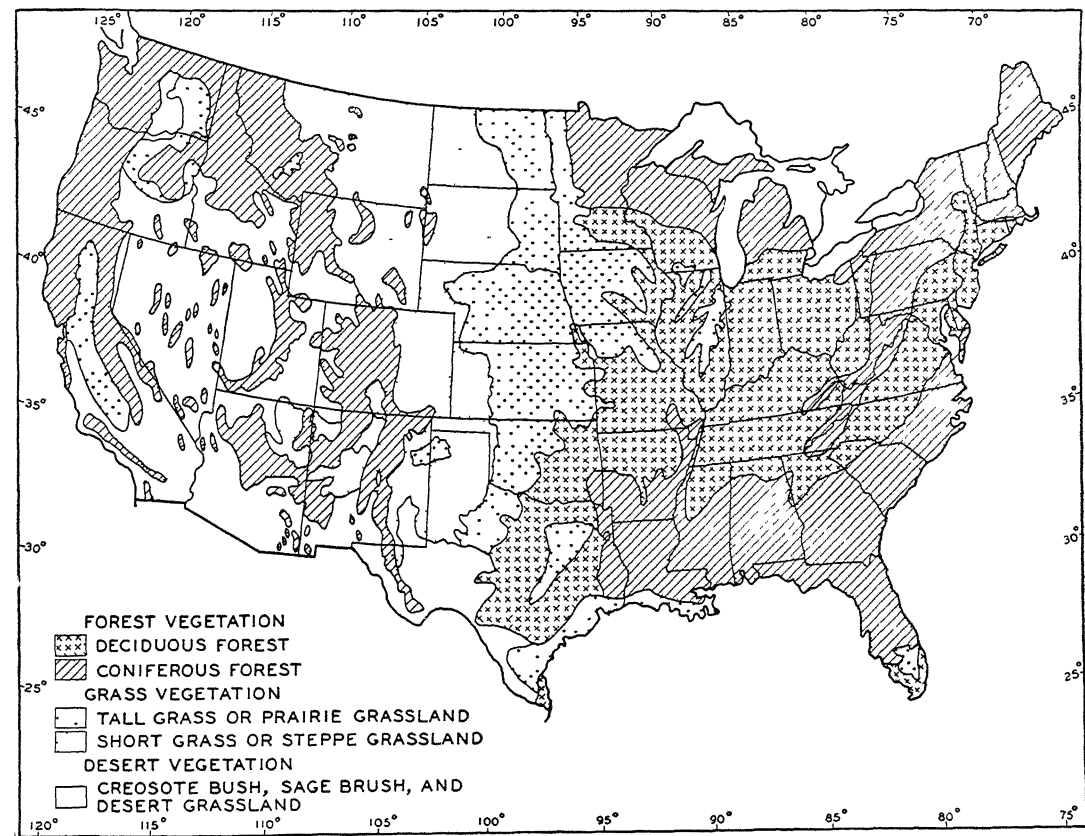 125° 120° 115° 110° 105° 100° 95° 90° 85° 80° 75° 70°
45° 45°
40° 40°
35° 35°
30° 30°
25° 25°
FOREST VEGETATION
DECIDUOUS FOREST
CONIFEROUS FOREST
GRASS VEGETATION
TALL GRASS OR PRAIRIE GRASSLAND
SHORT GRASS OR STEPPE GRASSLAND
DESERT VEGETATION
CREOSOTE BUSH, SAGE BRUSH, AND
DESERT GRASSLAND
120° 115° 110° 105° 100° 95° 90° 85° 80° 75°